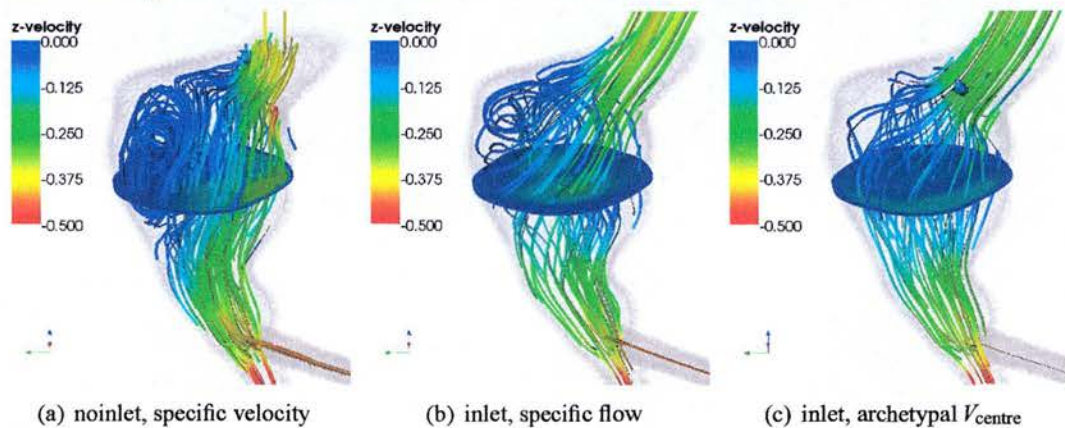 z-velocity
0.000
-0.125
-0.250
-0.375
-0.500
z-velocity
0.000
-0.125
-0.250
-0.375
-0.500
z-velocity
0.000
-0.125
-0.250
-0.375
-0.500
(a) noinlet, specific velocity
(b) inlet, specific flow
(c) inlet, archetypal Vcentre